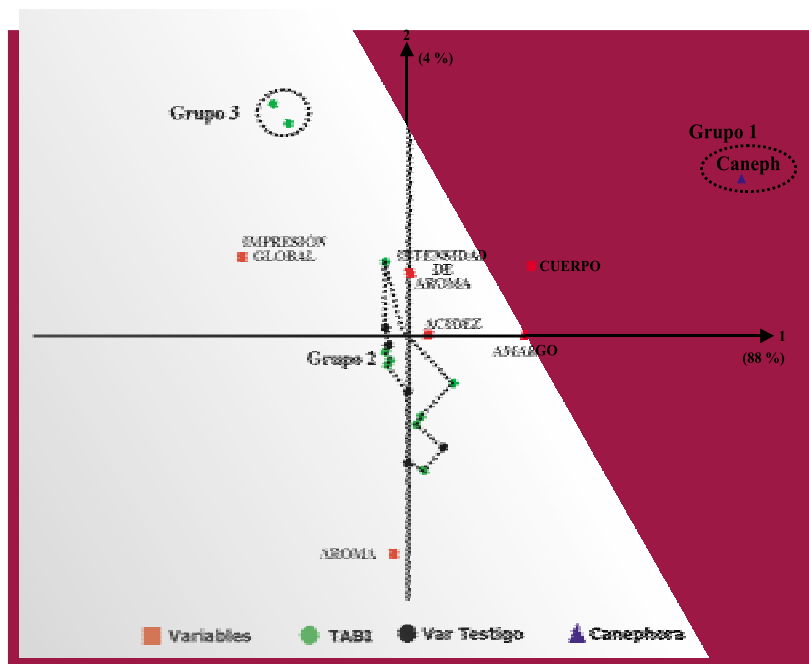 2
(4 %)
Grupo 3
Grupo 1
Caneph
IMPRESIÓN
GLOBAL
INTENSIDAD
DE
AROMA
CUERPO
ACIDEZ
1
AMARGO
Grupo 2
(88 %)
AROMA
Variables
TABI
Var Testigo
Canephora